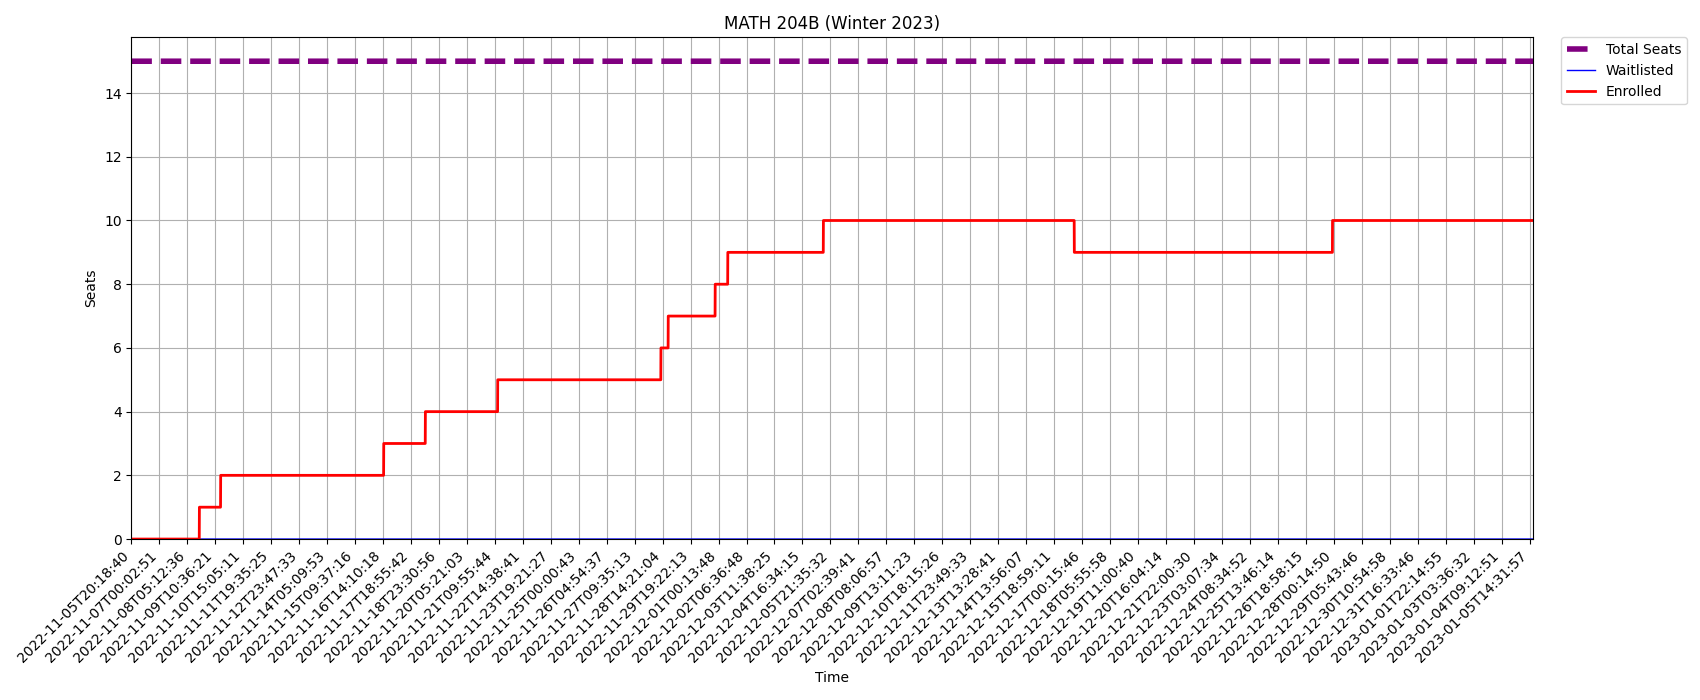 MATH 204B (Winter 2023)
Total Seats
Waitlisted
Enrolled
Seats
14
12
10
8
6
4
2
0
2022-11-05T20:18:40
2022-11-07T00:02:51
2022-11-08T05:12:36
2022-11-09T10:36:21
2022-11-10T15:05:11
2022-11-11T19:35:25
2022-11-12T23:47:33
2022-11-14T05:09:53
2022-11-15T09:37:16
2022-11-16T14:10:18
2022-11-17T18:55:42
2022-11-18T23:30:56
2022-11-20T05:21:03
2022-11-21T09:55:44
2022-11-22T14:38:41
2022-11-23T19:21:27
2022-11-25T00:00:43
2022-11-26T04:54:37
2022-11-27T09:35:13
2022-11-28T14:21:04
2022-11-29T19:22:13
2022-12-01T00:13:48
2022-12-02T06:36:48
2022-12-03T11:38:25
2022-12-04T16:34:15
2022-12-05T21:35:32
2022-12-07T02:39:41
2022-12-08T08:06:57
2022-12-09T13:11:23
2022-12-10T18:15:26
2022-12-11T23:49:33
2022-12-13T13:28:41
2022-12-14T13:56:07
2022-12-15T18:59:11
2022-12-17T00:15:46
2022-12-18T05:55:58
2022-12-19T11:00:40
2022-12-20T16:04:14
2022-12-21T22:00:30
2022-12-23T03:07:34
2022-12-24T08:34:52
2022-12-25T13:46:14
2022-12-26T18:58:15
2022-12-28T00:14:50
2022-12-29T05:43:46
2022-12-30T10:54:58
2022-12-31T16:33:46
2023-01-01T22:14:55
2023-01-03T03:36:32
2023-01-04T09:12:51
2023-01-05T14:31:57
Time